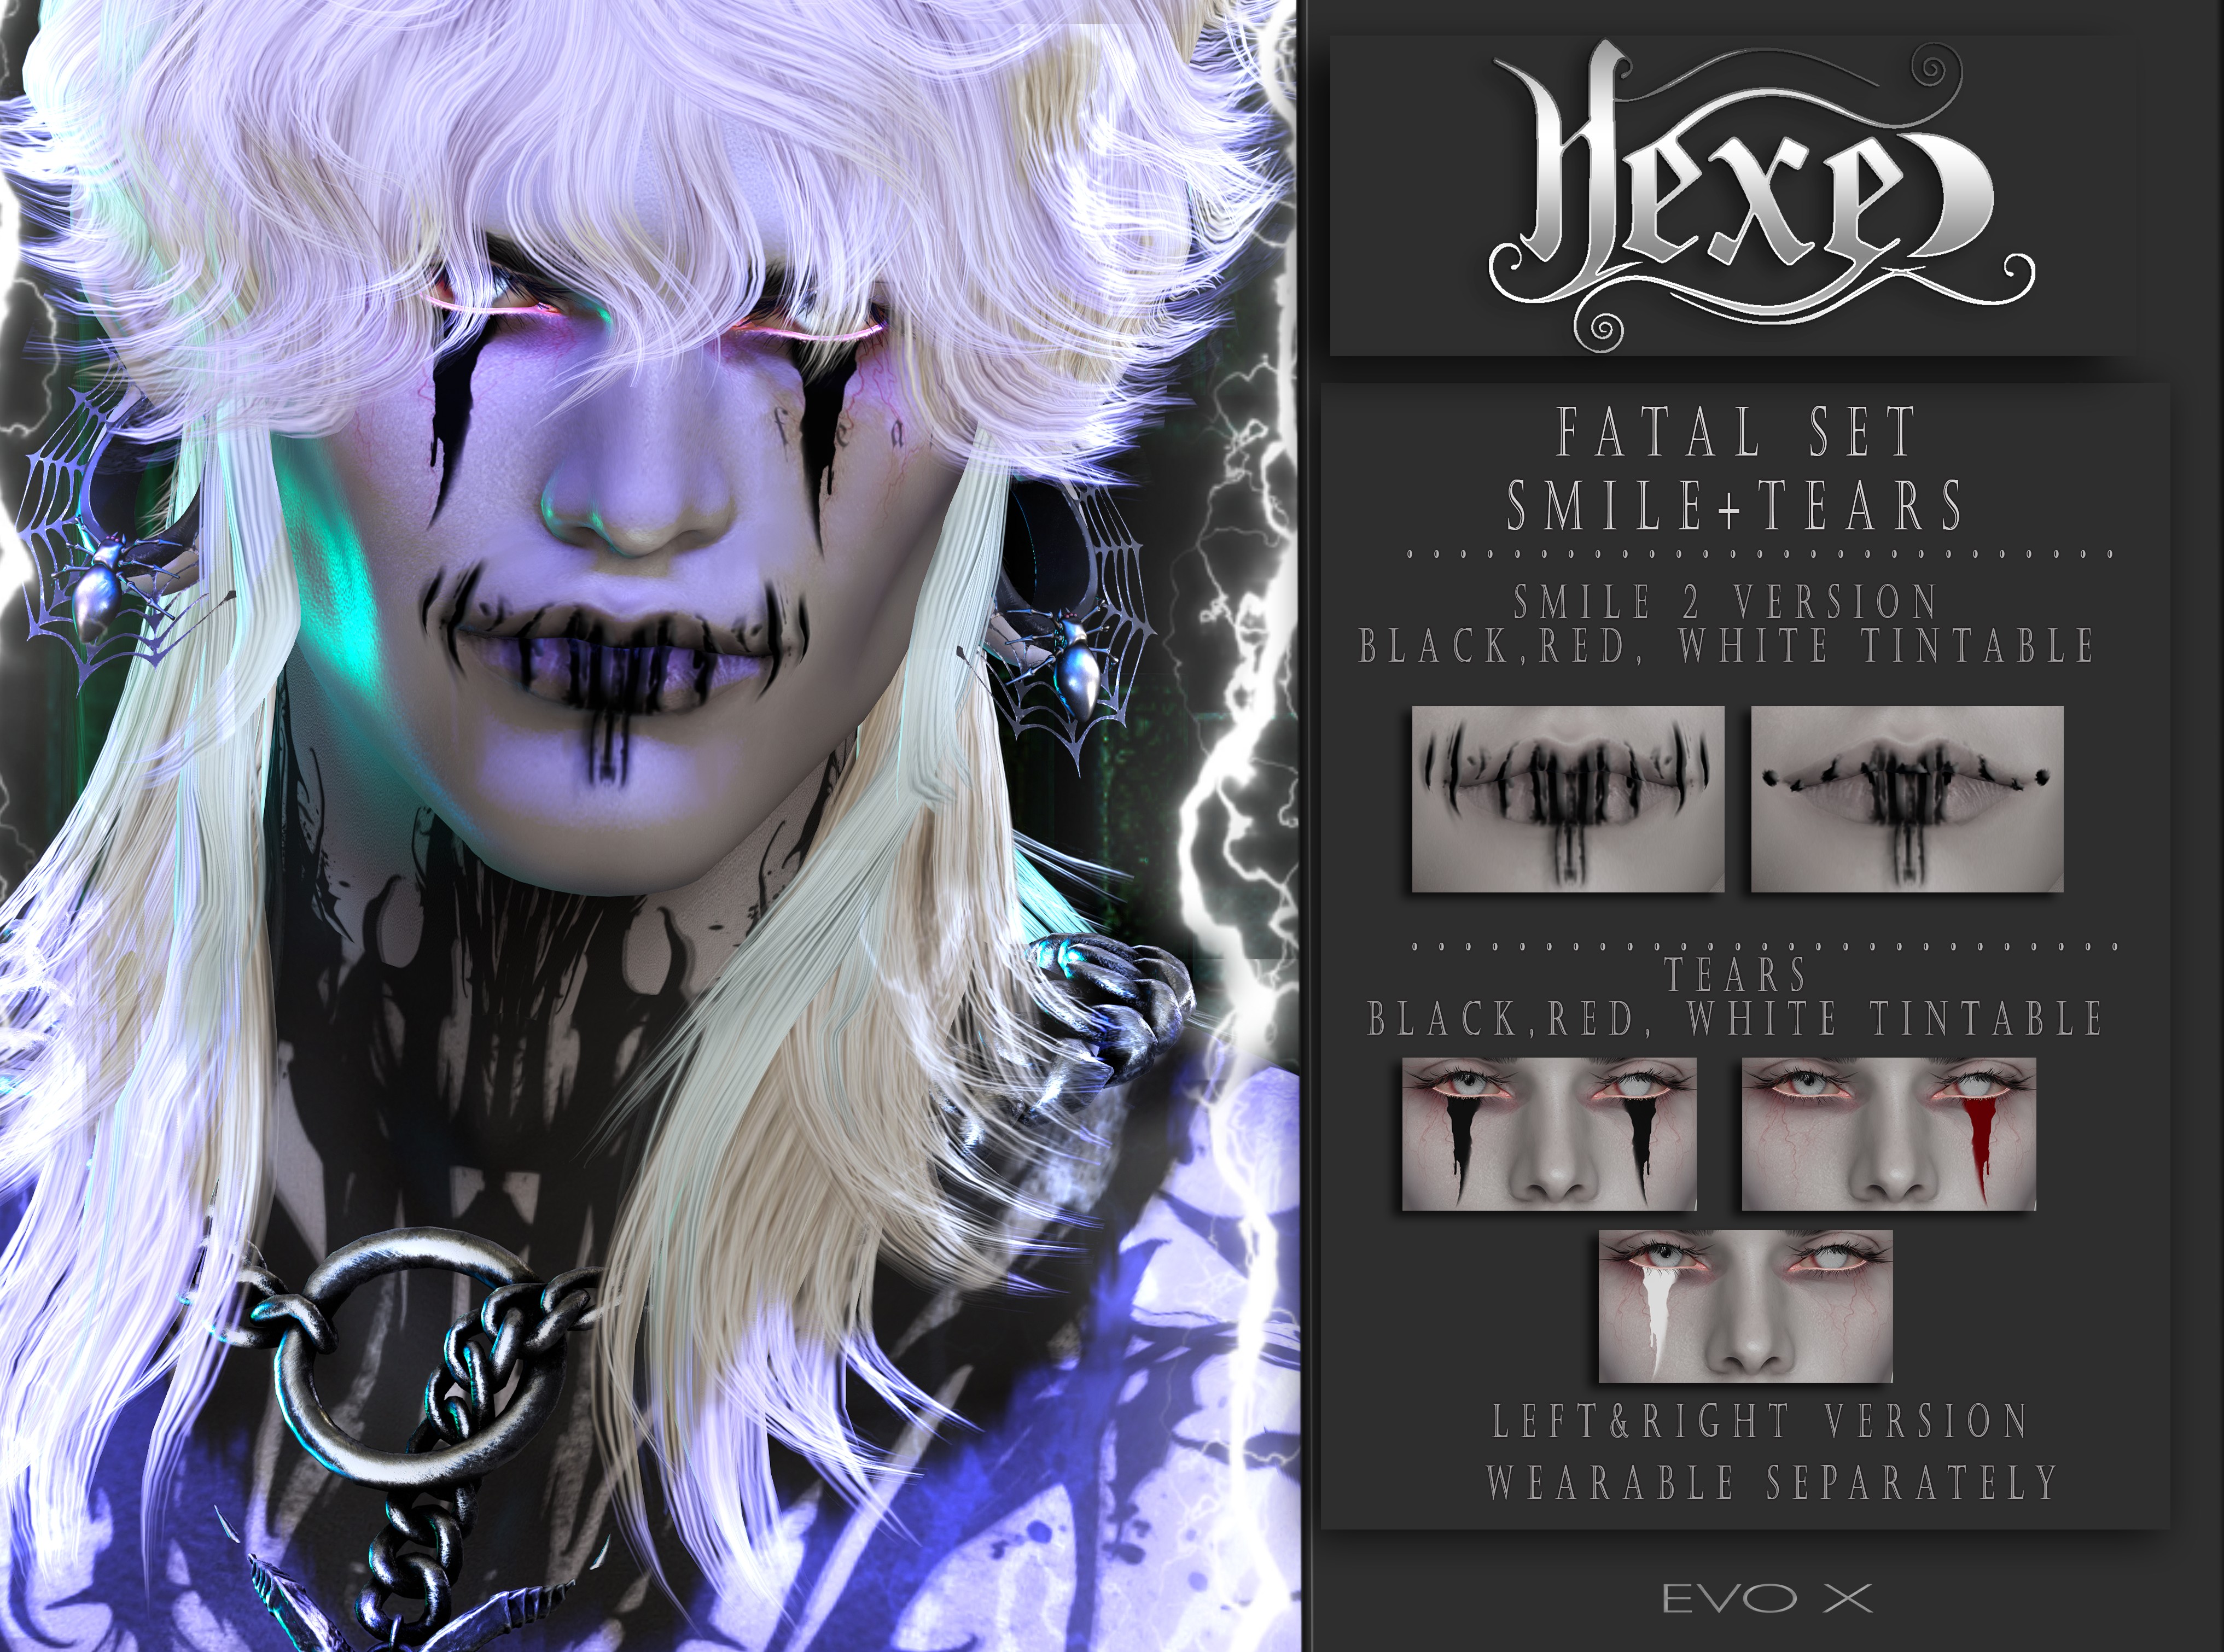 Hexed
FATAL SET
SMILE+TEARS
SMILE 2 VERSION
BLACK,RED, WHITE TINTABLE
TEARS
BLACK,RED, WHITE TINTABLE
LEFT&RIGHT VERSION
WEARABLE SEPARATELY
EVO X